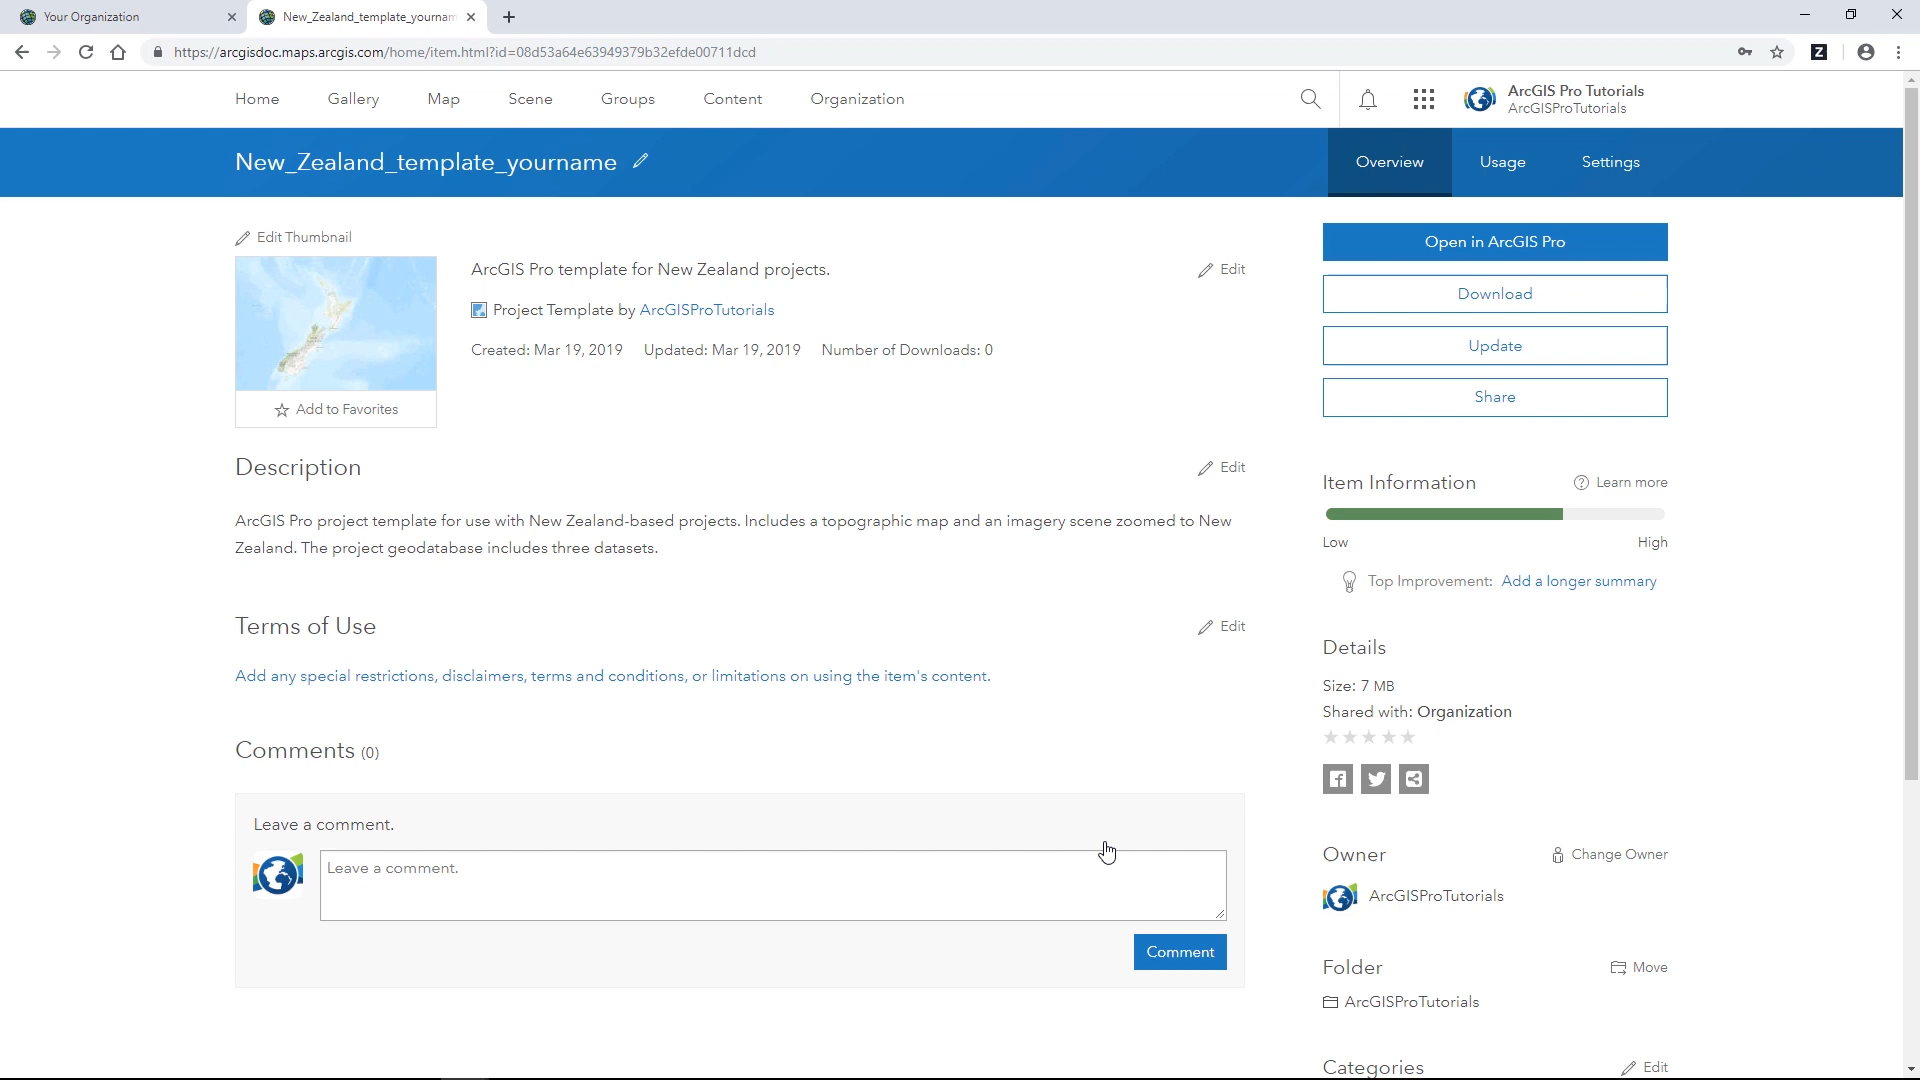 Your Organization
New_Zealand_template_yournam
https://arcgisdoc.maps.arcgis.com/home/item.html?id=08d53a64e63949379b32efde00711dcd
Z
Home Gallery Map Scene Groups Content Organization
ArcGIS Pro Tutorials
ArcGISProTutorials
New_Zealand_template_yourname
Overview Usage Settings
Edit Thumbnail
ArcGIS Pro template for New Zealand projects.
Edit
Project Template by ArcGISProTutorials
Created: Mar 19, 2019 Updated: Mar 19, 2019 Number of Downloads: 0
Add to Favorites
Open in ArcGIS Pro
Download
Update
Share
Description
Edit
ArcGIS Pro project template for use with New Zealand-based projects. Includes a topographic map and an imagery scene zoomed to New
Zealand. The project geodatabase includes three datasets.
Terms of Use
Edit
Add any special restrictions, disclaimers, terms and conditions, or limitations on using the item's content.
Comments (0)
Leave a comment.
Leave a comment.
Comment
Item Information
Learn more
Low High
Top Improvement: Add a longer summary
Details
Size: 7 MB
Shared with: Organization
Owner
Change Owner
ArcGISProTutorials
Folder
Move
ArcGISProTutorials
Categories
Edit